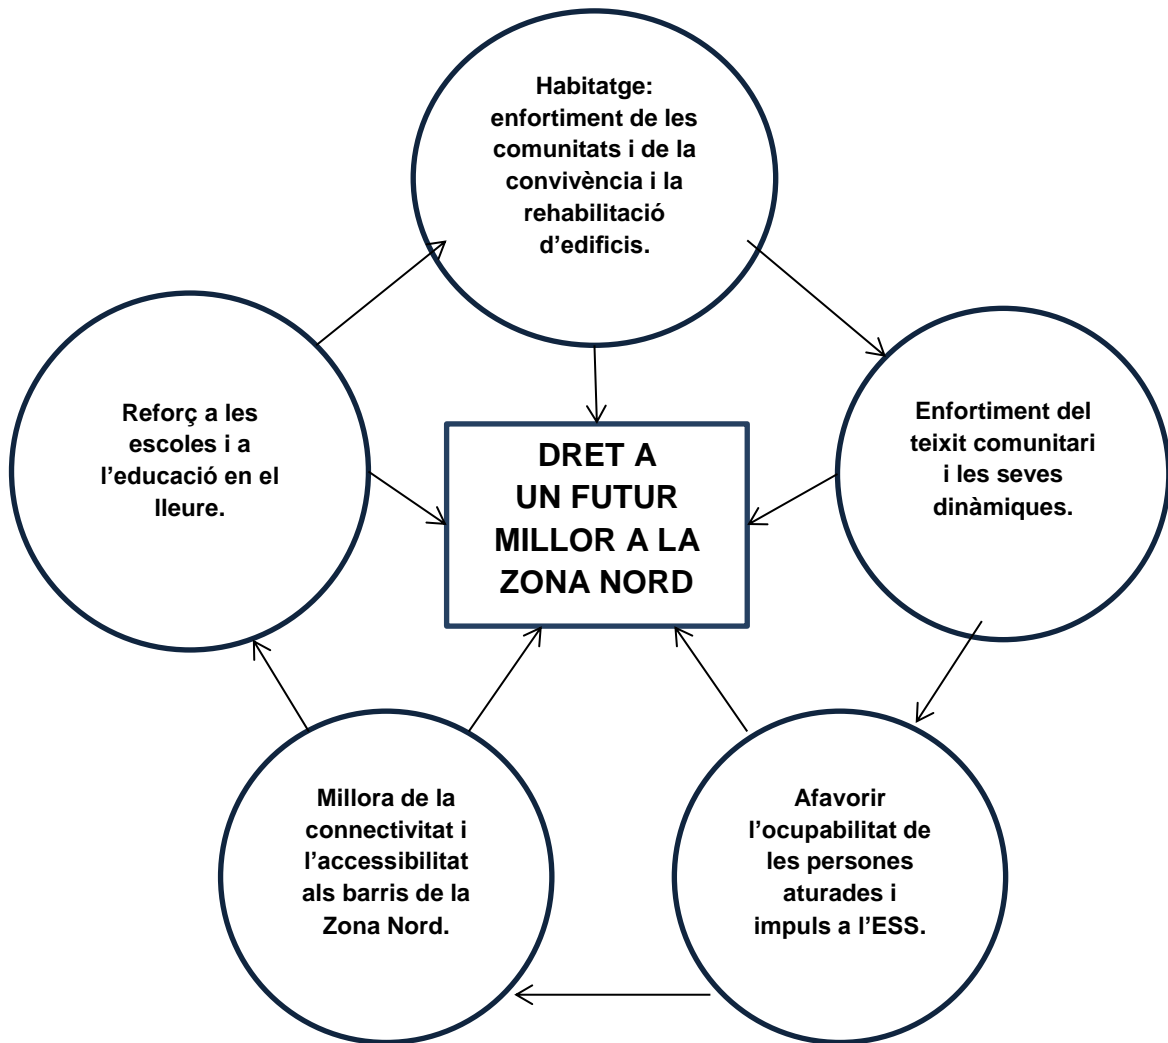 Habitatge:
enfortiment de les
comunitats i de la
convivència i la
rehabilitació
d’edificis.
Reforç a les
escoles i a
l’educació en el
lleure.
DRET A
UN FUTUR
MILLOR A LA
ZONA NORD
Enfortiment del
teixit comunitari
i les seves
dinàmiques.
Millora de la
connectivitat i
l’accessibilitat
als barris de la
Zona Nord.
Afavorir
l’ocupabilitat de
les persones
aturades i
impuls a l’ESS.